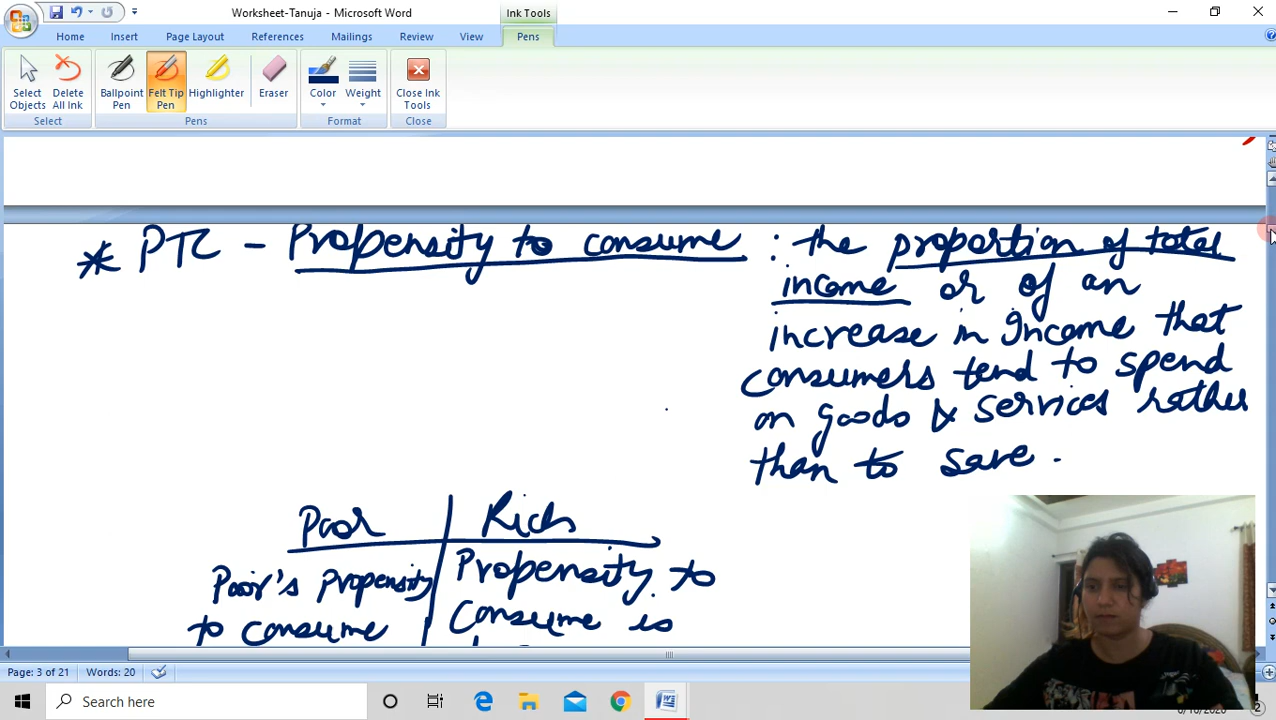 Worksheet-Tanuja - Microsoft Word
Ink Tools
Home Insert Page Layout References Mailings Review View Pens
Select Objects
Delete All Ink
Ballpoint Pen
Felt Tip Pen
Highlighter
Eraser
Color
Weight
Close Ink Tools
Select
Pens
Format
Close
* PTC - Propensity to consume : the proportion of total
income or of an
increase in Income that
consumers tend to spend
on goods & services rather
than to save.
Poor | Rich
Poor's propensity
to consume
Propensity to
Consume is
Page: 3 of 21 Words: 20
Search
2